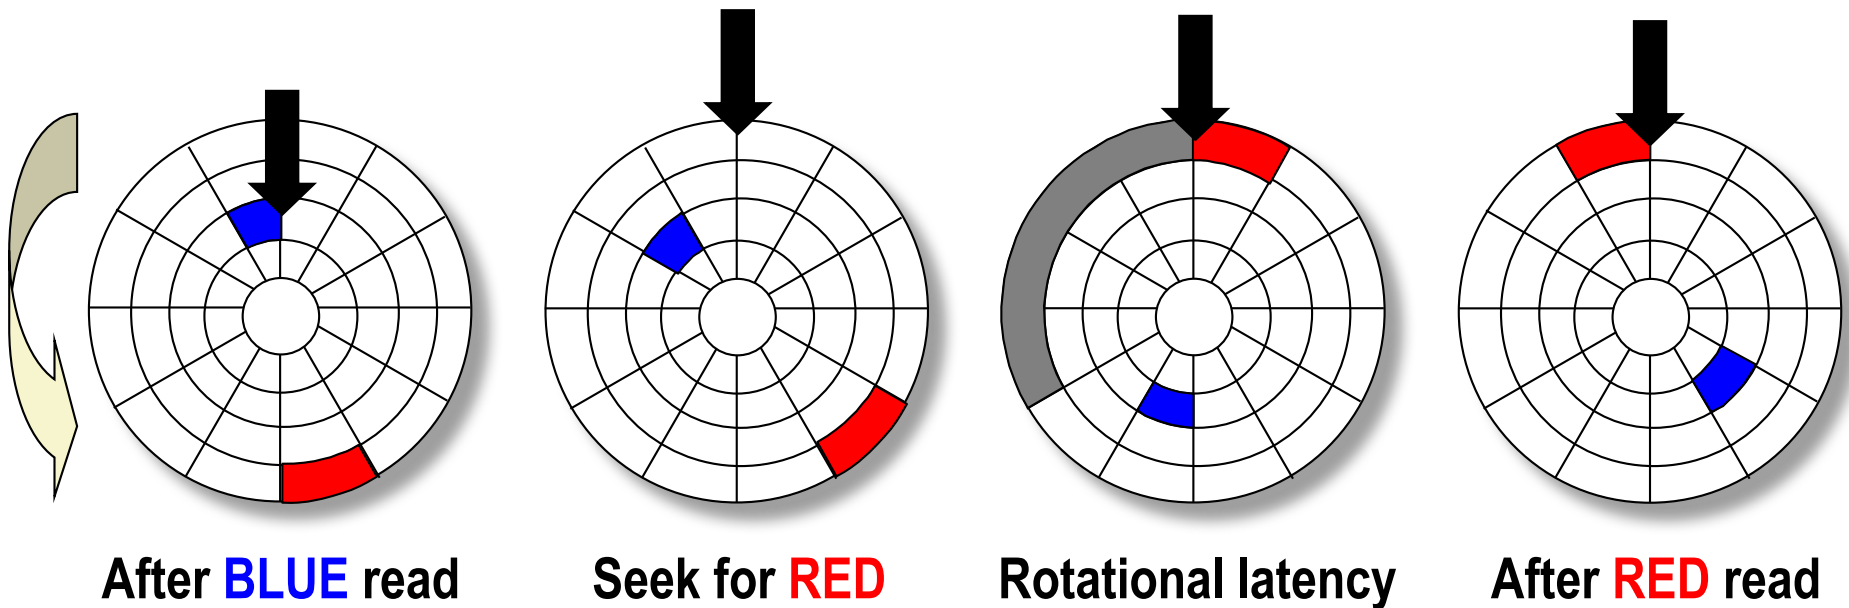 After BLUE read
Seek for RED
Rotational latency
After RED read